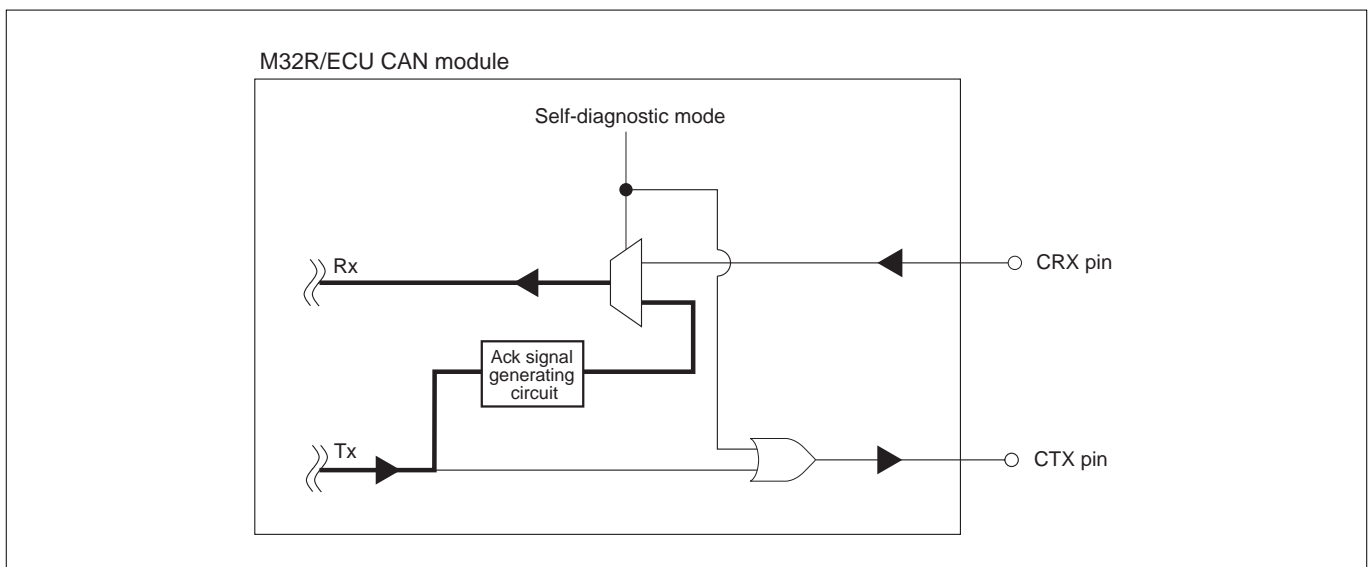 M32R/ECU CAN module
Self-diagnostic mode
Rx
CRX pin
Ack signal
generating
circuit
Tx
CTX pin